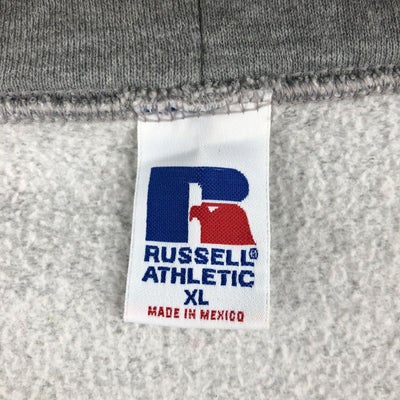 R
RUSSELL®
ATHLETIC
XL
MADE IN MEXICO